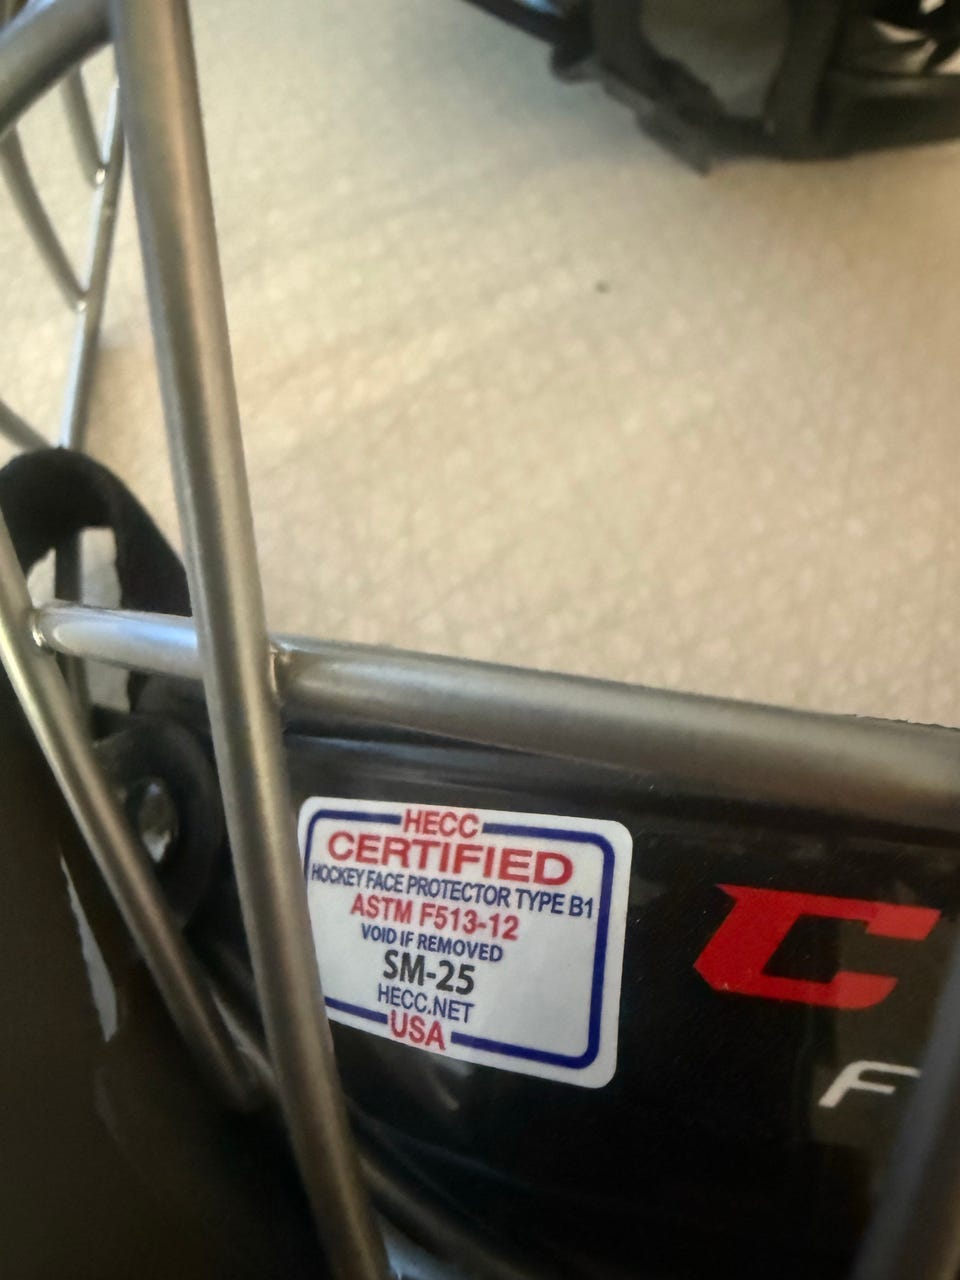 HECC
CERTIFIED
HOCKEY FACE PROTECTOR TYPE B1
ASTM F513-12
VOID IF REMOVED
SM-25
HECC.NET
USA
C
F